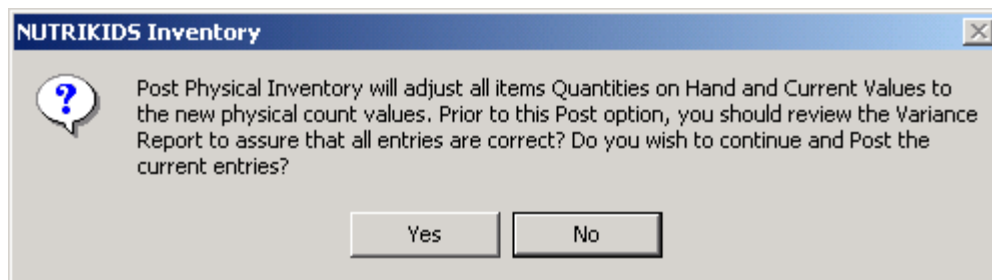 NUTRIKIDS Inventory
Post Physical Inventory will adjust all items Quantities on Hand and Current Values to
the new physical count values. Prior to this Post option, you should review the Variance
Report to assure that all entries are correct? Do you wish to continue and Post the
current entries?
Yes
No